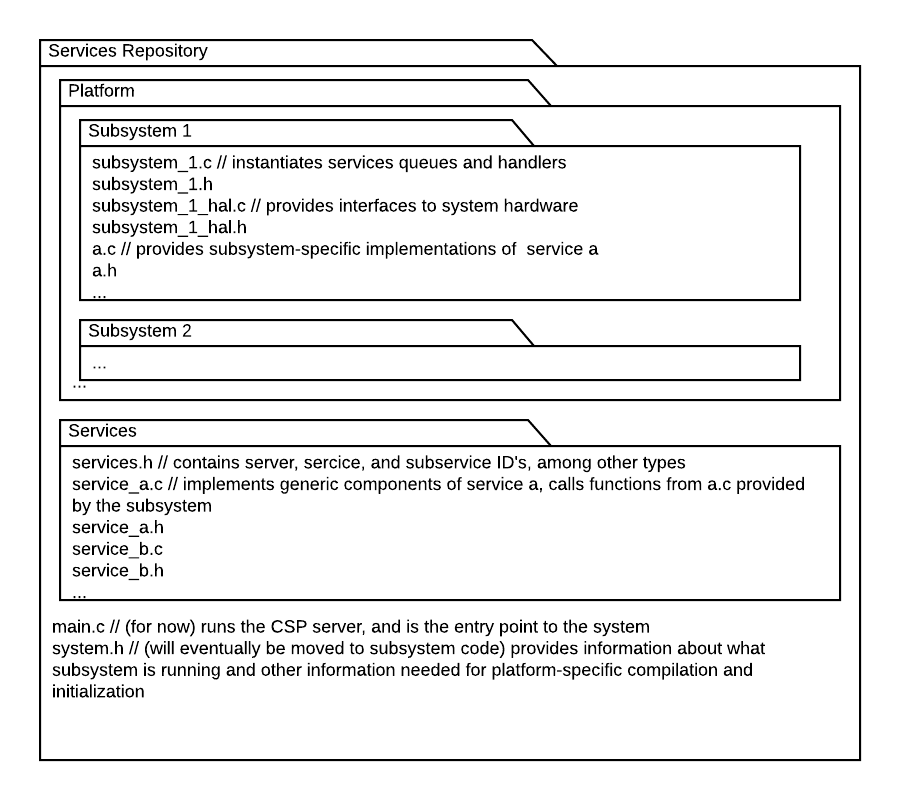 Services Repository
Platform
Subsystem 1
subsystem_1.c // instantiates services queues and handlers
subsystem_1.h
subsystem_1_hal.c // provides interfaces to system hardware
subsystem_1_hal.h
a.c // provides subsystem-specific implementations of  service a
a.h
...
Subsystem 2
...
...
Services
services.h // contains server, sercice, and subservice ID's, among other types
service_a.c // implements generic components of service a, calls functions from a.c provided
by the subsystem
service_a.h
service_b.c
service_b.h
...
main.c // (for now) runs the CSP server, and is the entry point to the system
system.h // (will eventually be moved to subsystem code) provides information about what
subsystem is running and other information needed for platform-specific compilation and
initialization